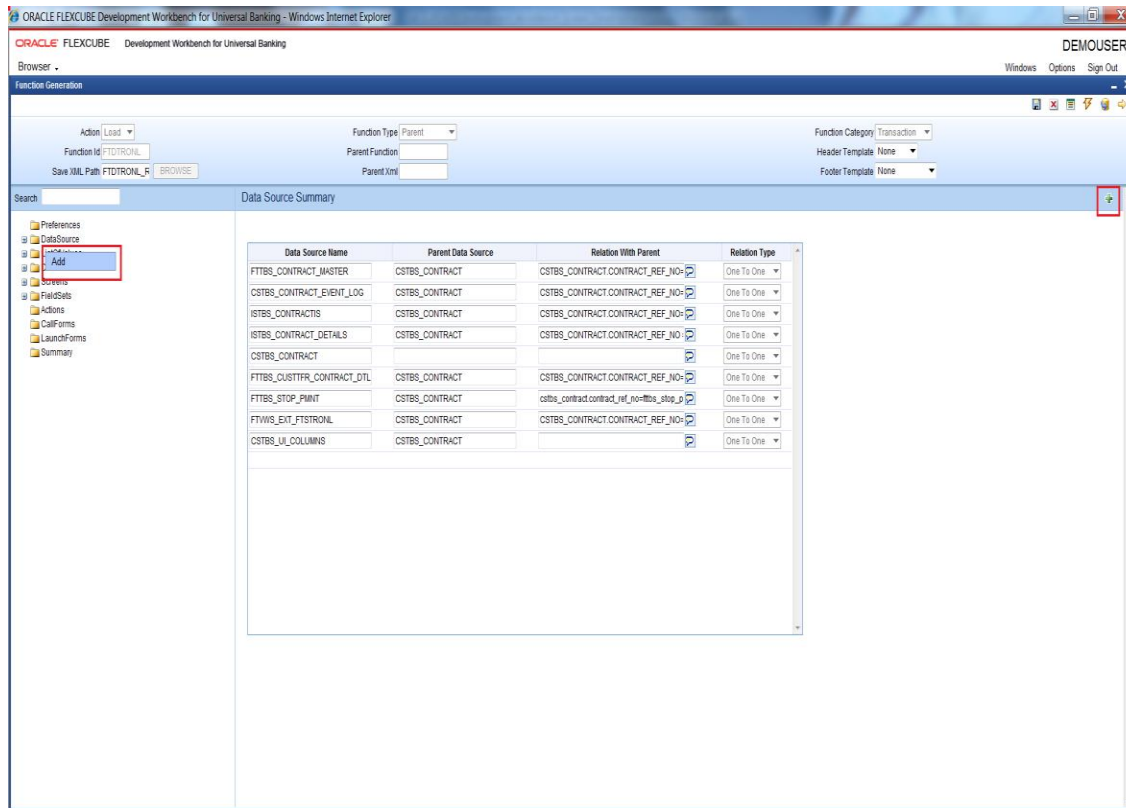 ORACLE FLEXCUBE Development Workbench for Universal Banking - Windows Internet Explorer
ORACLE FLEXCUBE Development Workbench for Universal Banking
DEMOUSER
Browser
Windows Options Sign Out
Function Generation
Action Load Function Type Parent Function Category Transaction
Function Id FTDTRONL Parent Function Header Template None
Save XML Path FTDTRONL_R BROWSE Parent Xml Footer Template None
Search
Data Source Summary
Preferences
DataSource
Add
Screens
FieldSets
Actions
CallForms
LaunchForms
Summary
Data Source Name Parent Data Source Relation With Parent Relation Type
FTTBS_CONTRACT_MASTER CSTBS_CONTRACT CSTBS_CONTRACT.CONTRACT_REF_NO= One To One
CSTBS_CONTRACT_EVENT_LOG CSTBS_CONTRACT CSTBS_CONTRACT.CONTRACT_REF_NO= One To One
ISTBS_CONTRACTIS CSTBS_CONTRACT CSTBS_CONTRACT.CONTRACT_REF_NO= One To One
ISTBS_CONTRACT_DETAILS CSTBS_CONTRACT CSTBS_CONTRACT.CONTRACT_REF_NO One To One
CSTBS_CONTRACT One To One
FTTBS_CUSTTFR_CONTRACT_DTL CSTBS_CONTRACT CSTBS_CONTRACT.CONTRACT_REF_NO= One To One
FTTBS_STOP_PMNT CSTBS_CONTRACT cstbs_contract.contract_ref_no=fttbs_stop_p One To One
FTVWS_EXT_FTSTRONL CSTBS_CONTRACT CSTBS_CONTRACT.CONTRACT_REF_NO= One To One
CSTBS_UI_COLUMNS CSTBS_CONTRACT One To One